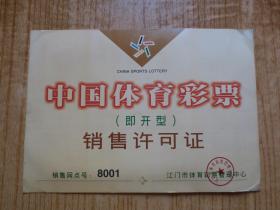 CHINA SPORTS LOTTERY
中国体育彩票
(即开型)
销售许可证
销售网点号: 8001
江门市体育彩票管理中心